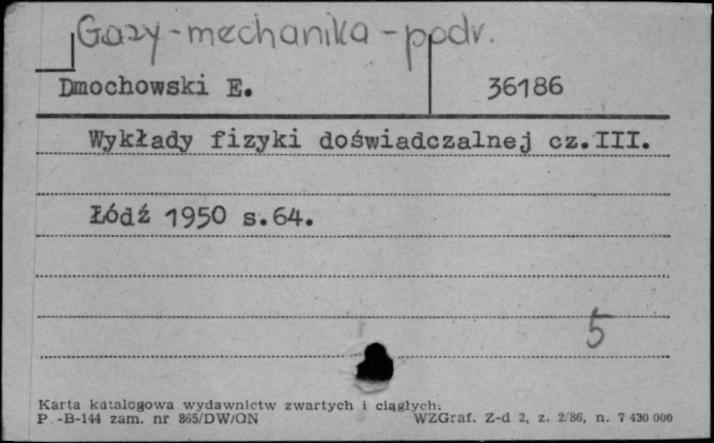 Gazy-mechanika-podr.
Dmochowski E. 36186
Wykłady fizyki doświadczalnej cz.III.
Łódź 1950 s.64.
5
Karta katalogowa wydawnictw zwartych i ciągłych.
P -B-144 zam. nr 865/DW/ON WZGraf. Z-d 2, z. 2/86, n. 7 430 000